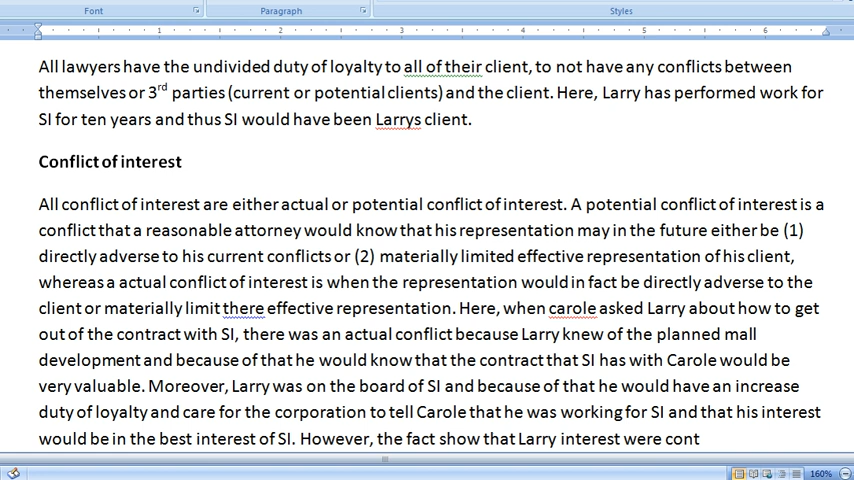 Font Paragraph Styles
1 2 3 4 5 6
All lawyers have the undivided duty of loyalty to all of their client, to not have any conflicts between
themselves or 3rd parties (current or potential clients) and the client. Here, Larry has performed work for
SI for ten years and thus SI would have been Larrys client.
Conflict of interest
All conflict of interest are either actual or potential conflict of interest. A potential conflict of interest is a
conflict that a reasonable attorney would know that his representation may in the future either be (1)
directly adverse to his current conflicts or (2) materially limited effective representation of his client,
whereas a actual conflict of interest is when the representation would in fact be directly adverse to the
client or materially limit there effective representation. Here, when carole asked Larry about how to get
out of the contract with SI, there was an actual conflict because Larry knew of the planned mall
development and because of that he would know that the contract that SI has with Carole would be
very valuable. Moreover, Larry was on the board of SI and because of that he would have an increase
duty of loyalty and care for the corporation to tell Carole that he was working for SI and that his interest
would be in the best interest of SI. However, the fact show that Larry interest were cont
160%